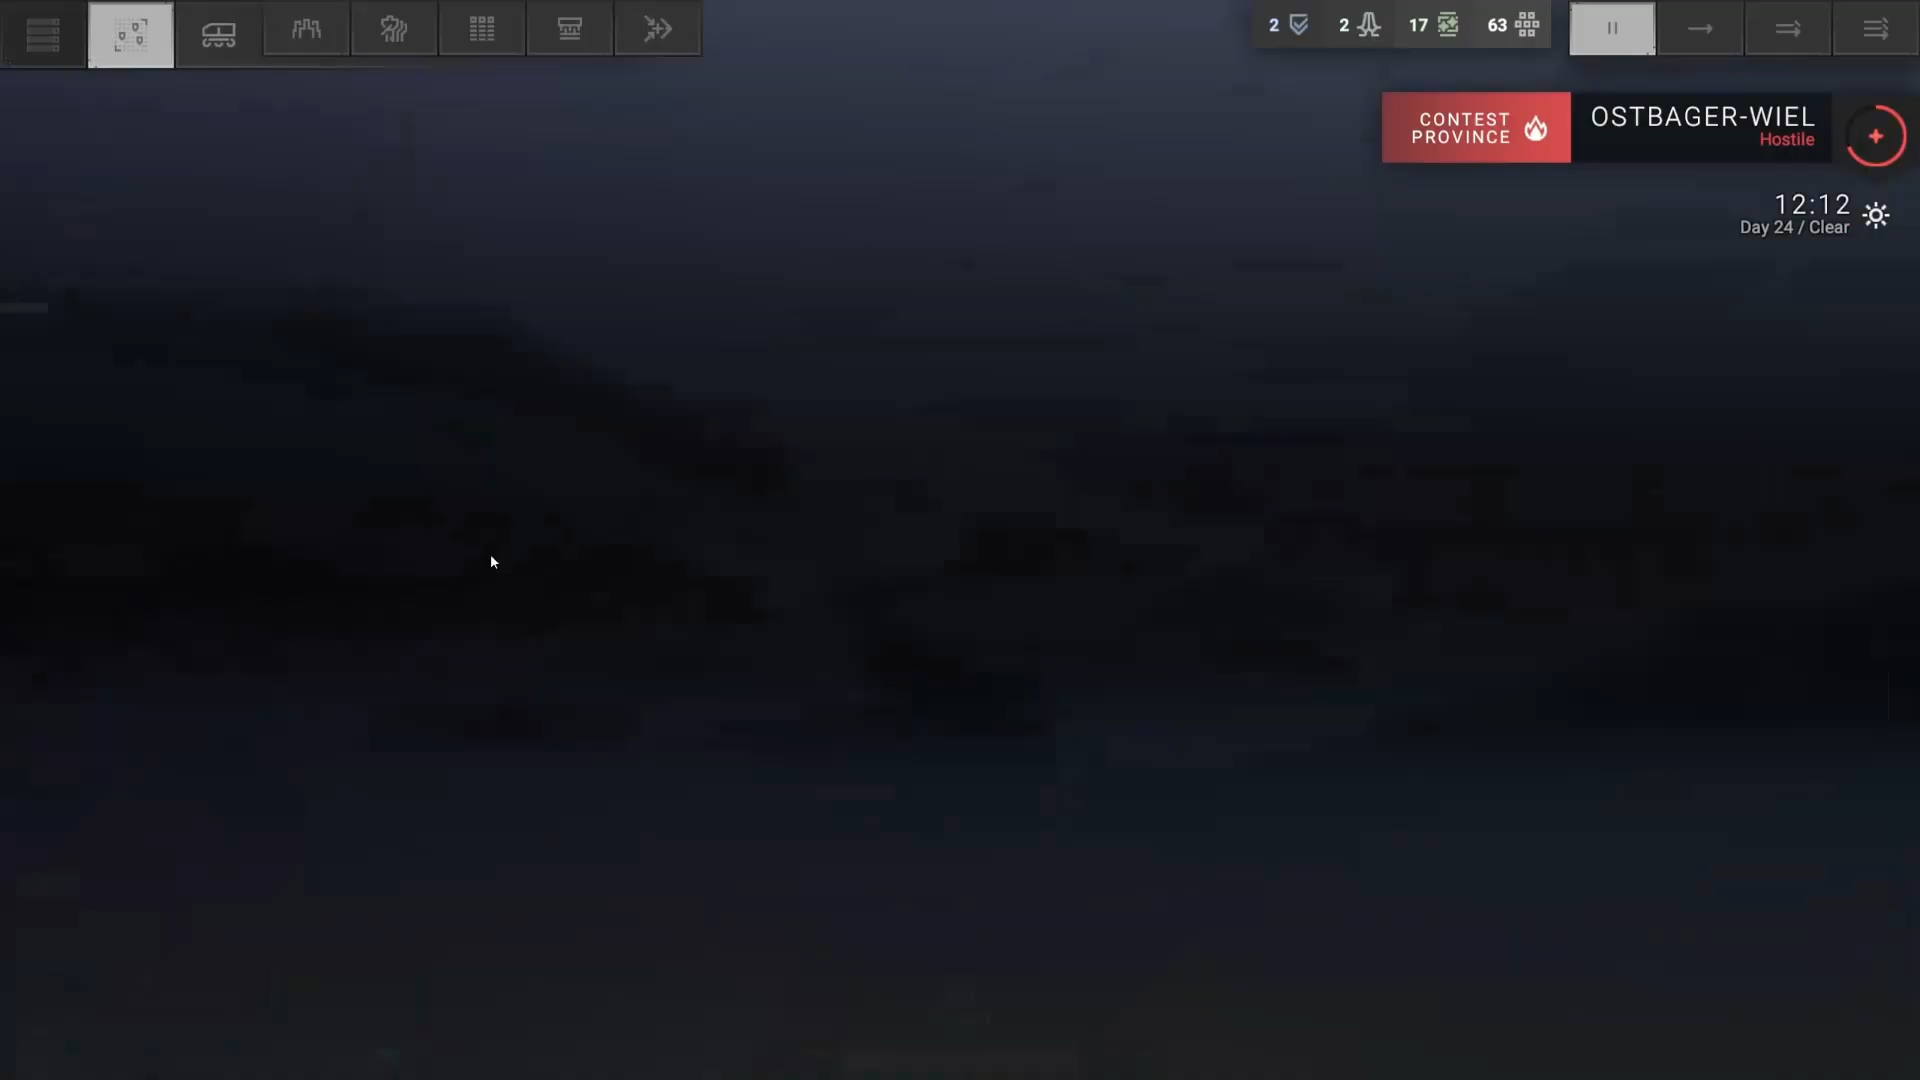 2
2
17
63
CONTEST
PROVINCE
OSTBAGER-WIEL
Hostile
12:12
Day 24 / Clear